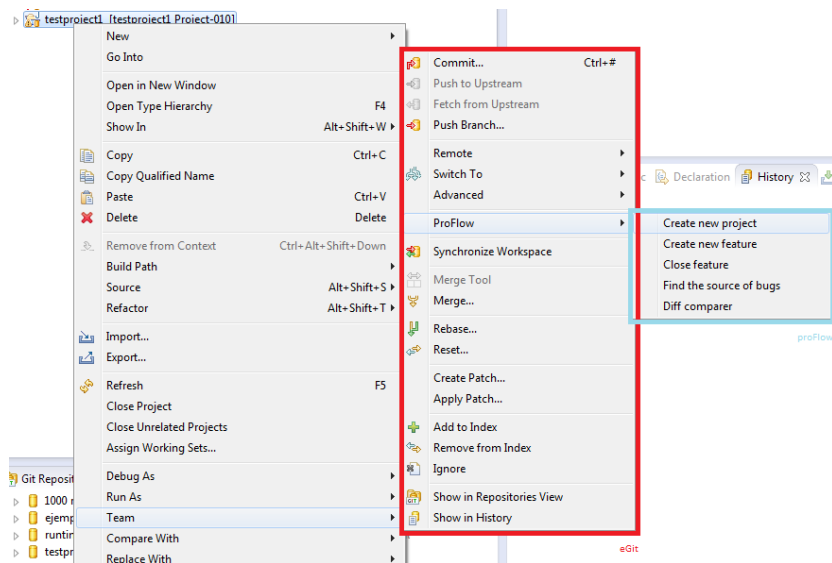 testproject1 [testproject1 Project-010]
New
Go Into
Open in New Window
Open Type Hierarchy F4
Show In Alt+Shift+W
Copy Ctrl+C
Copy Qualified Name
Paste Ctrl+V
Delete Delete
Remove from Context Ctrl+Alt+Shift+Down
Build Path
Source Alt+Shift+S
Refactor Alt+Shift+T
Import...
Export...
Refresh F5
Close Project
Close Unrelated Projects
Assign Working Sets...
Debug As
Run As
Team
Compare With
Replace With
Commit... Ctrl+#
Push to Upstream
Fetch from Upstream
Push Branch...
Remote
Switch To
Advanced
ProFlow
Synchronize Workspace
Merge Tool
Merge...
Rebase...
Reset...
Create Patch...
Apply Patch...
Add to Index
Remove from Index
Ignore
Show in Repositories View
Show in History
eGit
c Declaration History
Create new project
Create new feature
Close feature
Find the source of bugs
Diff comparer
proFlow
Git Reposit
1000 r
ejemp
runtin
testpr